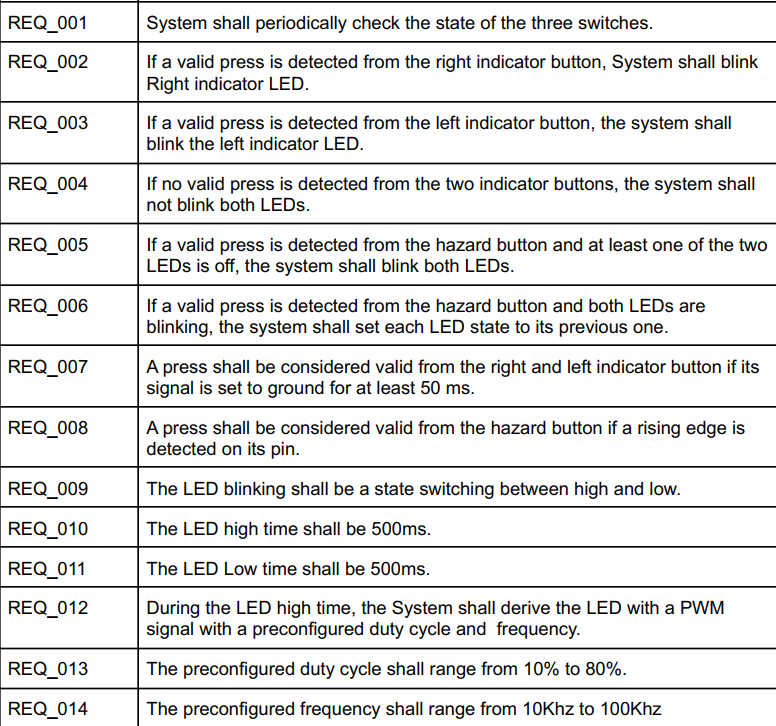 REQ_001 System shall periodically check the state of the three switches.
REQ_002 If a valid press is detected from the right indicator button, System shall blink
Right indicator LED.
REQ_003 If a valid press is detected from the left indicator button, the system shall
blink the left indicator LED.
REQ_004 If no valid press is detected from the two indicator buttons, the system shall
not blink both LEDs.
REQ_005 If a valid press is detected from the hazard button and at least one of the two
LEDs is off, the system shall blink both LEDs.
REQ_006 If a valid press is detected from the hazard button and both LEDs are
blinking, the system shall set each LED state to its previous one.
REQ_007 A press shall be considered valid from the right and left indicator button if its
signal is set to ground for at least 50 ms.
REQ_008 A press shall be considered valid from the hazard button if a rising edge is
detected on its pin.
REQ_009 The LED blinking shall be a state switching between high and low.
REQ_010 The LED high time shall be 500ms.
REQ_011 The LED Low time shall be 500ms.
REQ_012 During the LED high time, the System shall derive the LED with a PWM
signal with a preconfigured duty cycle and frequency.
REQ_013 The preconfigured duty cycle shall range from 10% to 80%.
REQ_014 The preconfigured frequency shall range from 10Khz to 100Khz